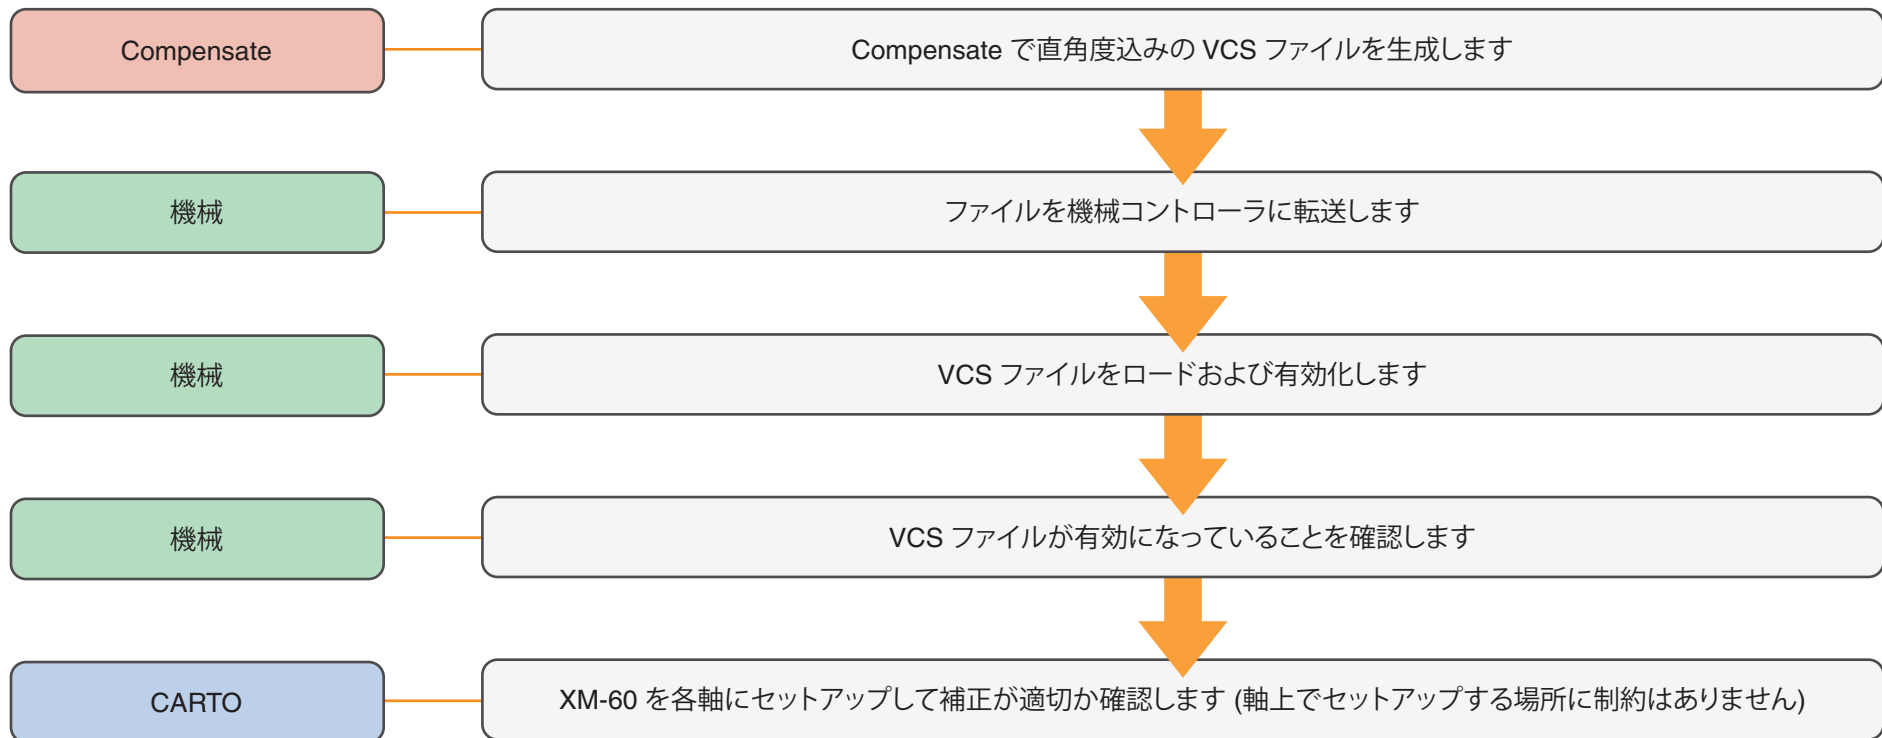 Compensate
Compensate で直角度込みの VCS ファイルを生成します
機械
ファイルを機械コントローラに転送します
機械
VCS ファイルをロードおよび有効化します
機械
VCS ファイルが有効になっていることを確認します
CARTO
XM-60 を各軸にセットアップして補正が適切か確認します (軸上でセットアップする場所に制約はありません)